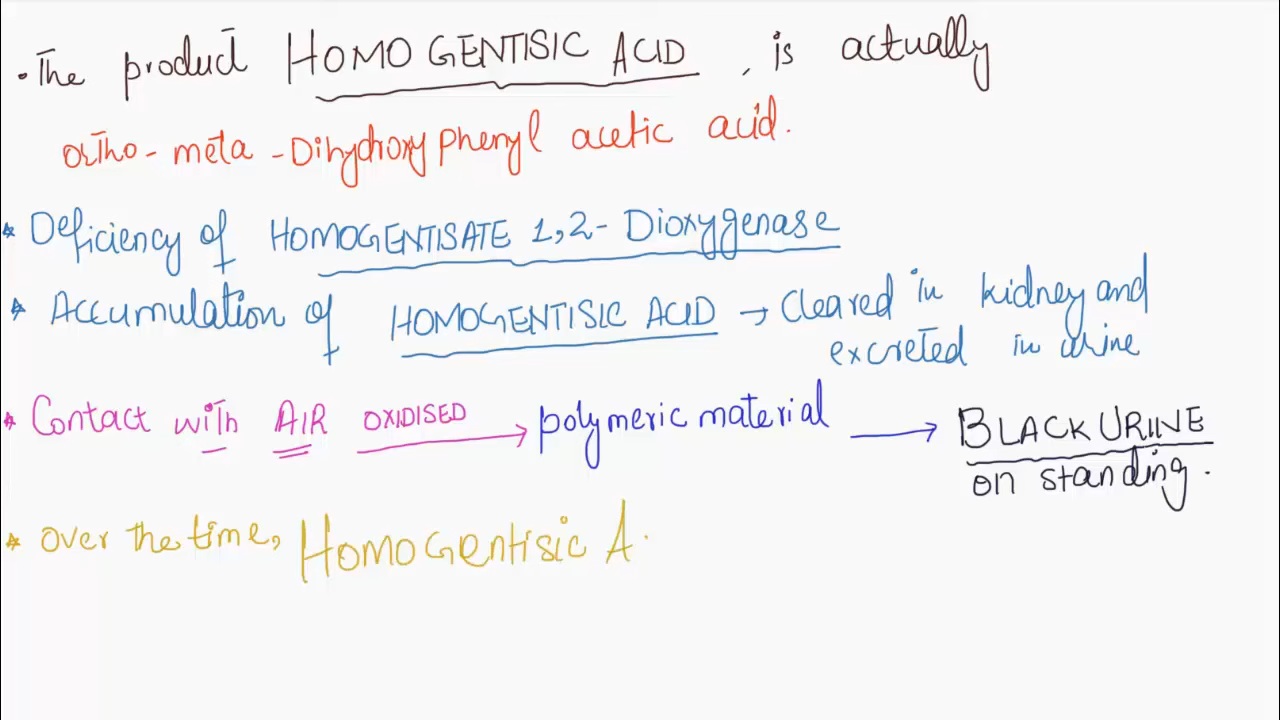 • The product HOMOGENTISIC ACID, is actually
ortho-meta-Dihydroxy phenyl acetic acid.
* Deficiency of HOMOGENTISATE 1,2-Dioxygenase
* Accumulation of HOMOGENTISIC ACID → Cleared in kidney and
excreted in urine
* Contact with AIR OXIDISED → polymeric material → BLACK URINE
on standing.
* over the time, HomoGentisic A.